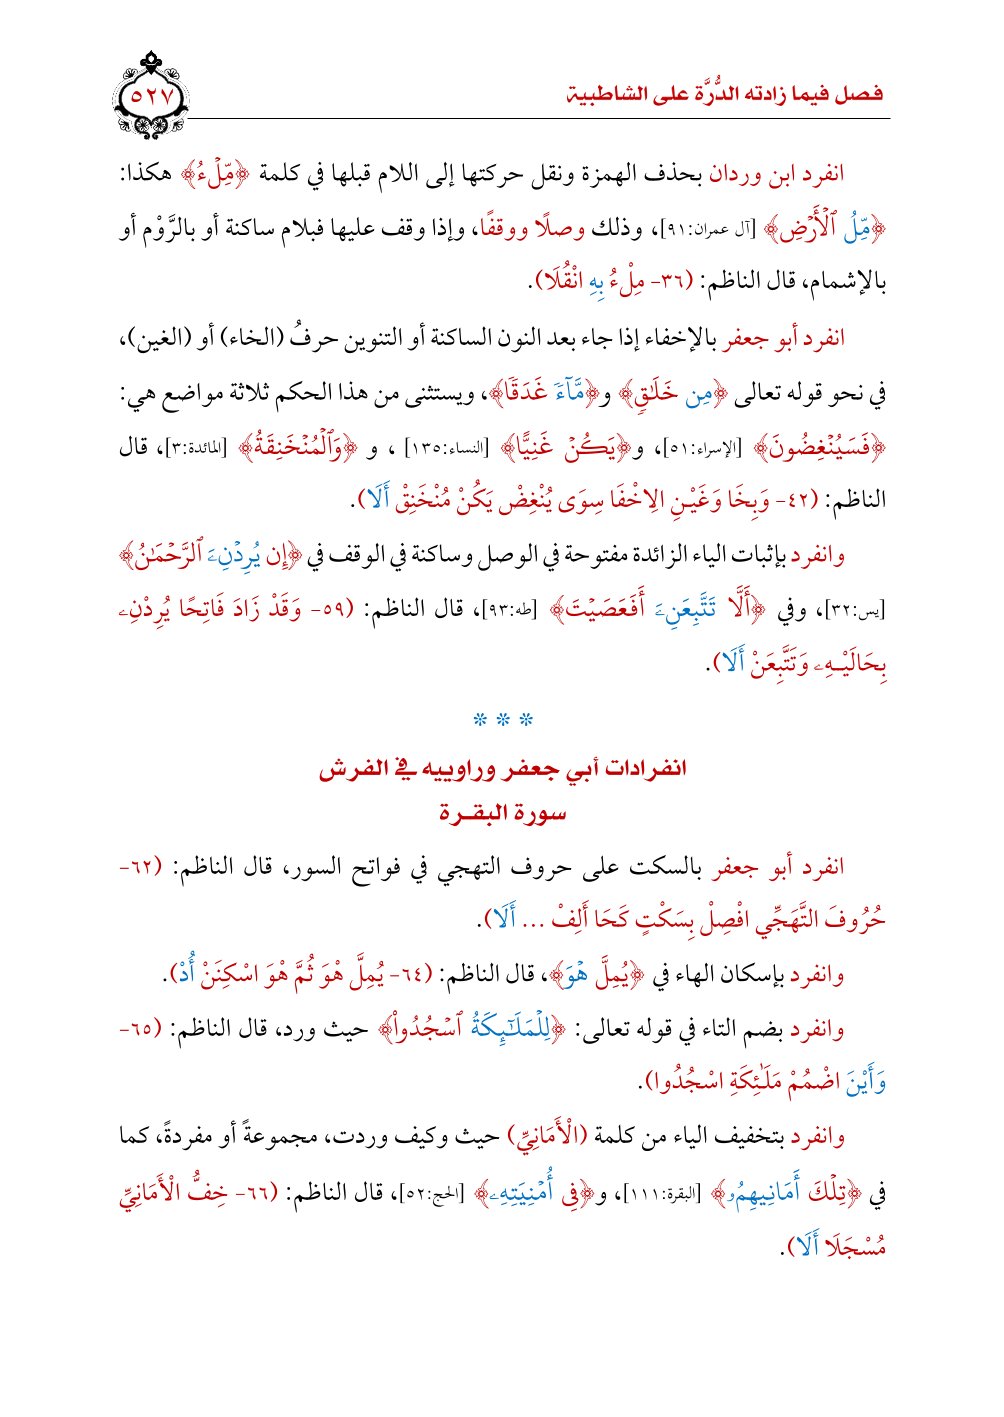 فصل فيما زادته الدُّرَّة على الشاطبية
٥٢٧
انفرد ابن وردان بحذف الهمزة ونقل حركتها إلى اللام قبلها في كلمة ﴿مِّلۡءُ﴾ هكذا:
﴿مِّلُ ٱلۡأَرۡضِ﴾ [آل عمران:٩١]، وذلك وصلًا ووقفًا، وإذا وقف عليها فبلام ساكنة أو بالرَّوْم أو
بالإشمام، قال الناظم: (٣٦- مِلْءُ بِهِ انْقُلَا).
انفرد أبو جعفر بالإخفاء إذا جاء بعد النون الساكنة أو التنوين حرفُ (الخاء) أو (الغين)،
في نحو قوله تعالى ﴿مِن خَلَٰقٖ﴾ و﴿مَّآءً غَدَقٗا﴾، ويستثنى من هذا الحكم ثلاثة مواضع هي:
﴿فَسَيُنۡغِضُونَ﴾ [الإسراء:٥١]، و﴿يَكُنۡ غَنِيًّا﴾ [النساء:١٣٥] ، و ﴿وَٱلۡمُنۡخَنِقَةُ﴾ [المائدة:٣]، قال
الناظم: (٤٢- وَبِخَا وَغَيْنِ الِاخْفَا سِوَى يُنْغِضْ يَكُنْ مُنْخَنِقْ أَلَا).
وانفرد بإثبات الياء الزائدة مفتوحة في الوصل وساكنة في الوقف في ﴿إِن يُرِدۡنِۦَ ٱلرَّحۡمَٰنُ﴾
[يس:٣٢]، وفي ﴿أَلَّا تَتَّبِعَنِۦَ أَفَعَصَيۡتَ﴾ [طه:٩٣]، قال الناظم: (٥٩- وَقَدْ زَادَ فَاتِحًا يُرِدْنِۦ
بِحَالَيْـهِۦ وَتَتَّبِعَنْ أَلَا).
* * *
انفرادات أبي جعفر وراوييه في الفرش
سورة البقـرة
انفرد أبو جعفر بالسكت على حروف التهجي في فواتح السور، قال الناظم: (٦٢-
حُرُوفَ التَّهَجِّي افْصِلْ بِسَكْتٍ كَحَا أَلِفْ ... أَلَا).
وانفرد بإسكان الهاء في ﴿يُمِلَّ هْوَ﴾، قال الناظم: (٦٤- يُمِلَّ هْوَ ثُمَّ هْوَ اسْكِنَنْ أُدْ).
وانفرد بضم التاء في قوله تعالى: ﴿لِلۡمَلَٰٓئِكَةُ ٱسۡجُدُواْ﴾ حيث ورد، قال الناظم: (٦٥-
وَأَيْنَ اضْمُمْ مَلَٰئِكَةِ اسْجُدُوا).
وانفرد بتخفيف الياء من كلمة (الْأَمَانِيِّ) حيث وكيف وردت، مجموعةً أو مفردةً، كما
في ﴿تِلۡكَ أَمَانِيهِمُۥ﴾ [البقرة:١١١]، و﴿فِي أُمۡنِيَتِهِۦ﴾ [الحج:٥٢]، قال الناظم: (٦٦- خِفُّ الْأَمَانِيِّ
مُسْجَلَا أَلَا).